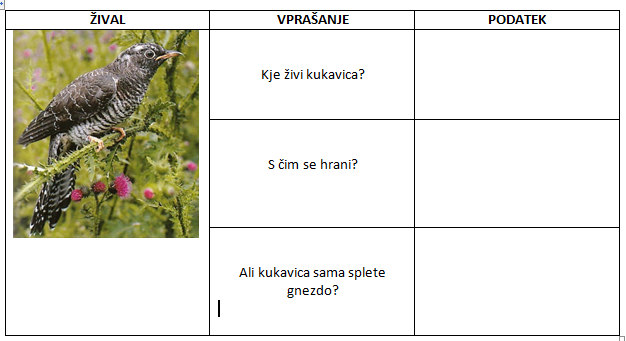 ŽIVAL VPRAŠANJE PODATEK
Kje živi kukavica?
S čim se hrani?
Ali kukavica sama splete
gnezdo?